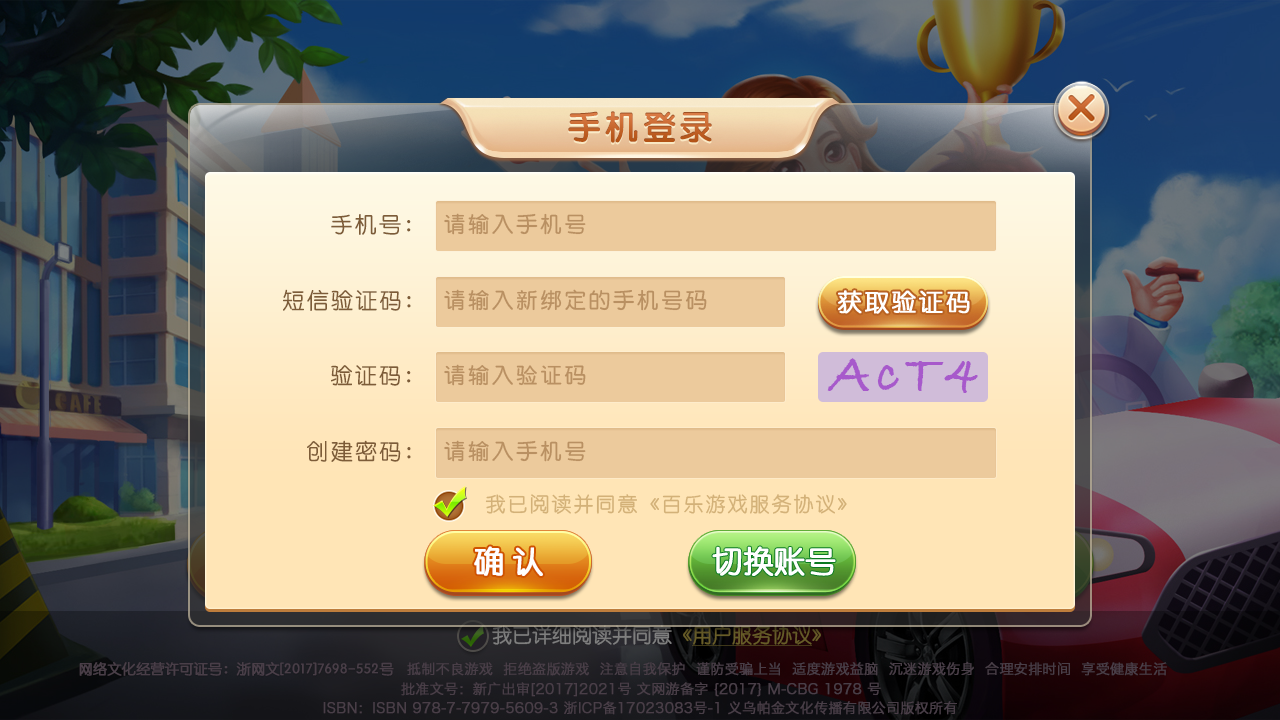 手机登录
手机号： 请输入手机号
短信验证码： 请输入新绑定的手机号码 获取验证码
验证码： 请输入验证码 AcT4
创建密码： 请输入手机号
我已阅读并同意《百乐游戏服务协议》
确认 切换账号
CAFE
我已详细阅读并同意《用户服务协议》
网络文化经营许可证号：浙网文[2017]7698-552号 抵制不良游戏 拒绝盗版游戏 注意自我保护 谨防受骗上当 适度游戏益脑 沉迷游戏伤身 合理安排时间 享受健康生活
批准文号：新广出审[2017]2021号 文网游备字 [2017] M-CBG 1978 号
ISBN：ISBN 978-7-7979-5609-3 浙ICP备17023083号-1 义乌帕金文化传播有限公司版权所有